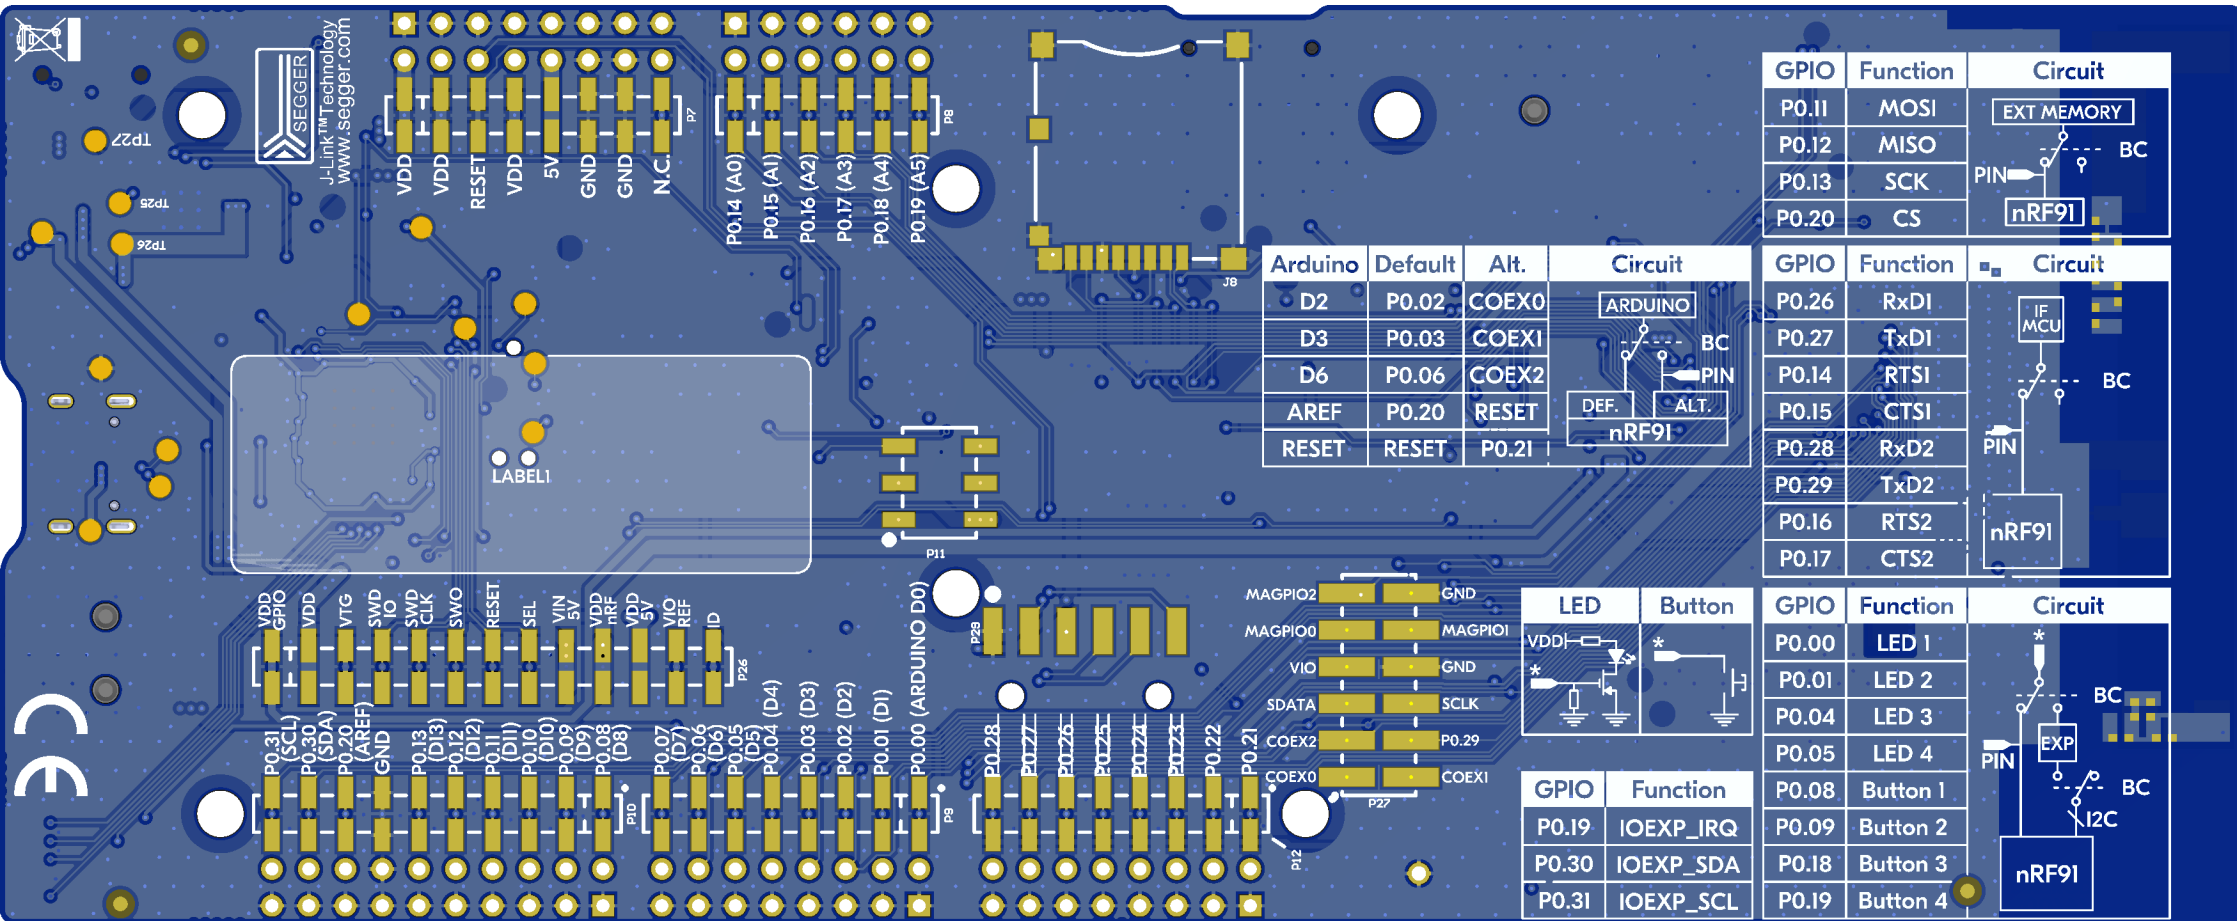 SEGGER
J-Link™Technology
www.segger.com
TP27
TP25
TP26
VDD
VDD
RESET
VDD
5V
GND
GND
N.C.
P7
P0.14 (A0)
P0.15 (A1)
P0.16 (A2)
P0.17 (A3)
P0.18 (A4)
P0.19 (A5)
P8
J8
LABEL1
P11
Arduino Default Alt. Circuit
D2 P0.02 COEX0
D3 P0.03 COEX1
D6 P0.06 COEX2
AREF P0.20 RESET
RESET RESET P0.21
ARDUINO
BC
PIN
DEF. ALT.
nRF91
GPIO Function Circuit
P0.11 MOSI
P0.12 MISO
P0.13 SCK
P0.20 CS
EXT MEMORY
BC
PIN
nRF91
GPIO Function Circuit
P0.26 RxD1
P0.27 TxD1
P0.14 RTS1
P0.15 CTS1
P0.28 RxD2
P0.29 TxD2
P0.16 RTS2
P0.17 CTS2
IF
MCU
BC
PIN
nRF91
VDD
GPIO
VDD
VTG
SWD
IO
SWD
CLK
SWO
RESET
SEL
VIN
5V
VDD
nRF
VDD
5V
VIO
REF
ID
P26
P0.31
(SCL)
P0.30
(SDA)
P0.20
(AREF)
GND
P0.13
(D13)
P0.12
(D12)
P0.11
(D11)
P0.10
(D10)
P0.09
(D9)
P0.08
(D8)
P10
P0.07
(D7)
P0.06
(D6)
P0.05
(D5)
P0.04 (D4)
P0.03 (D3)
P0.02 (D2)
P0.01 (D1)
P0.00 (ARDUINO D0)
P9
P28
P0.28
P0.27
P0.26
P0.25
P0.24
P0.23
P0.22
P0.21
P12
MAGPIO2 GND
MAGPIO0 MAGPIO1
VIO GND
SDATA SCLK
COEX2 P0.29
COEX0 COEX1
P27
LED Button
VDD
*
*
GPIO Function
P0.19 IOEXP_IRQ
P0.30 IOEXP_SDA
P0.31 IOEXP_SCL
GPIO Function Circuit
P0.00 LED 1
P0.01 LED 2
P0.04 LED 3
P0.05 LED 4
P0.08 Button 1
P0.09 Button 2
P0.18 Button 3
P0.19 Button 4
*
BC
EXP
PIN
BC
I2C
nRF91
CE